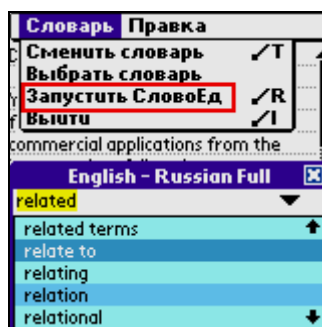 Словарь Правка
Сменить словарь /T
Выбрать словарь
Запустить СловоЕд /R
Выйти /I
commercial applications from the
English - Russian Full
related
related terms
relate to
relating
relation
relational